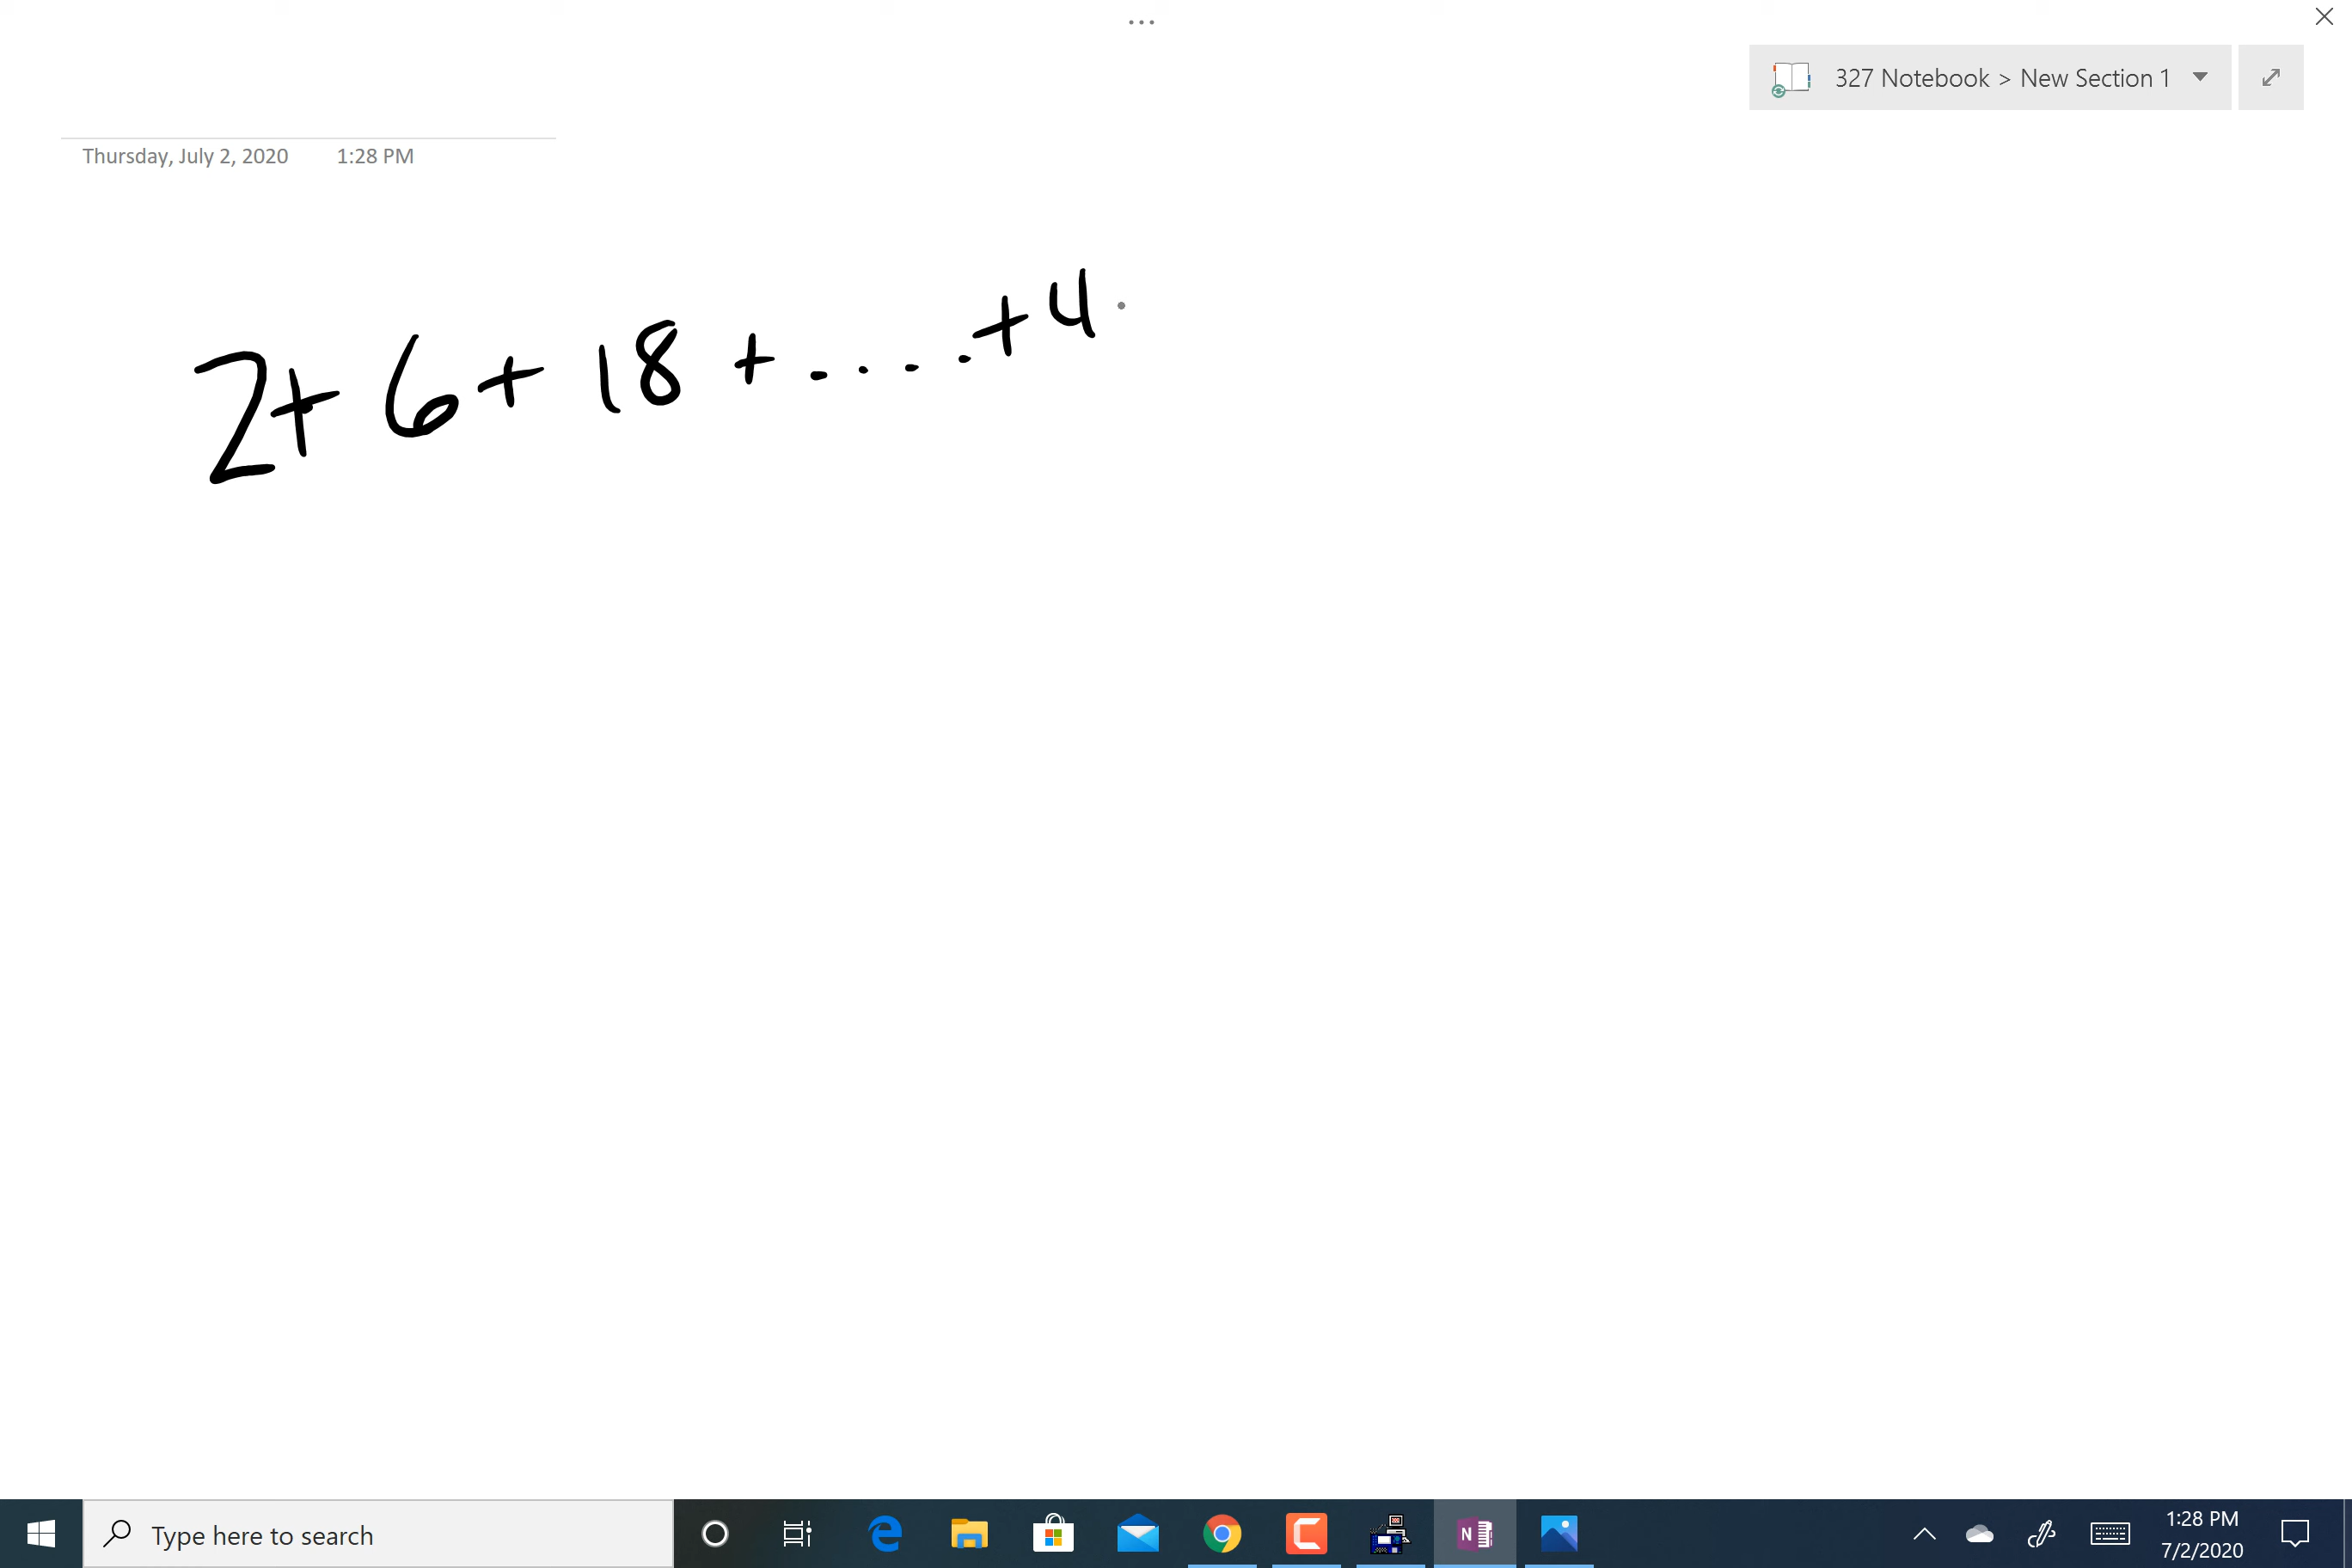 327 Notebook > New Section 1
Thursday, July 2, 2020 1:28 PM
2+ 6 + 18 + ..... + 4
Type here to search
1:28 PM
7/2/2020